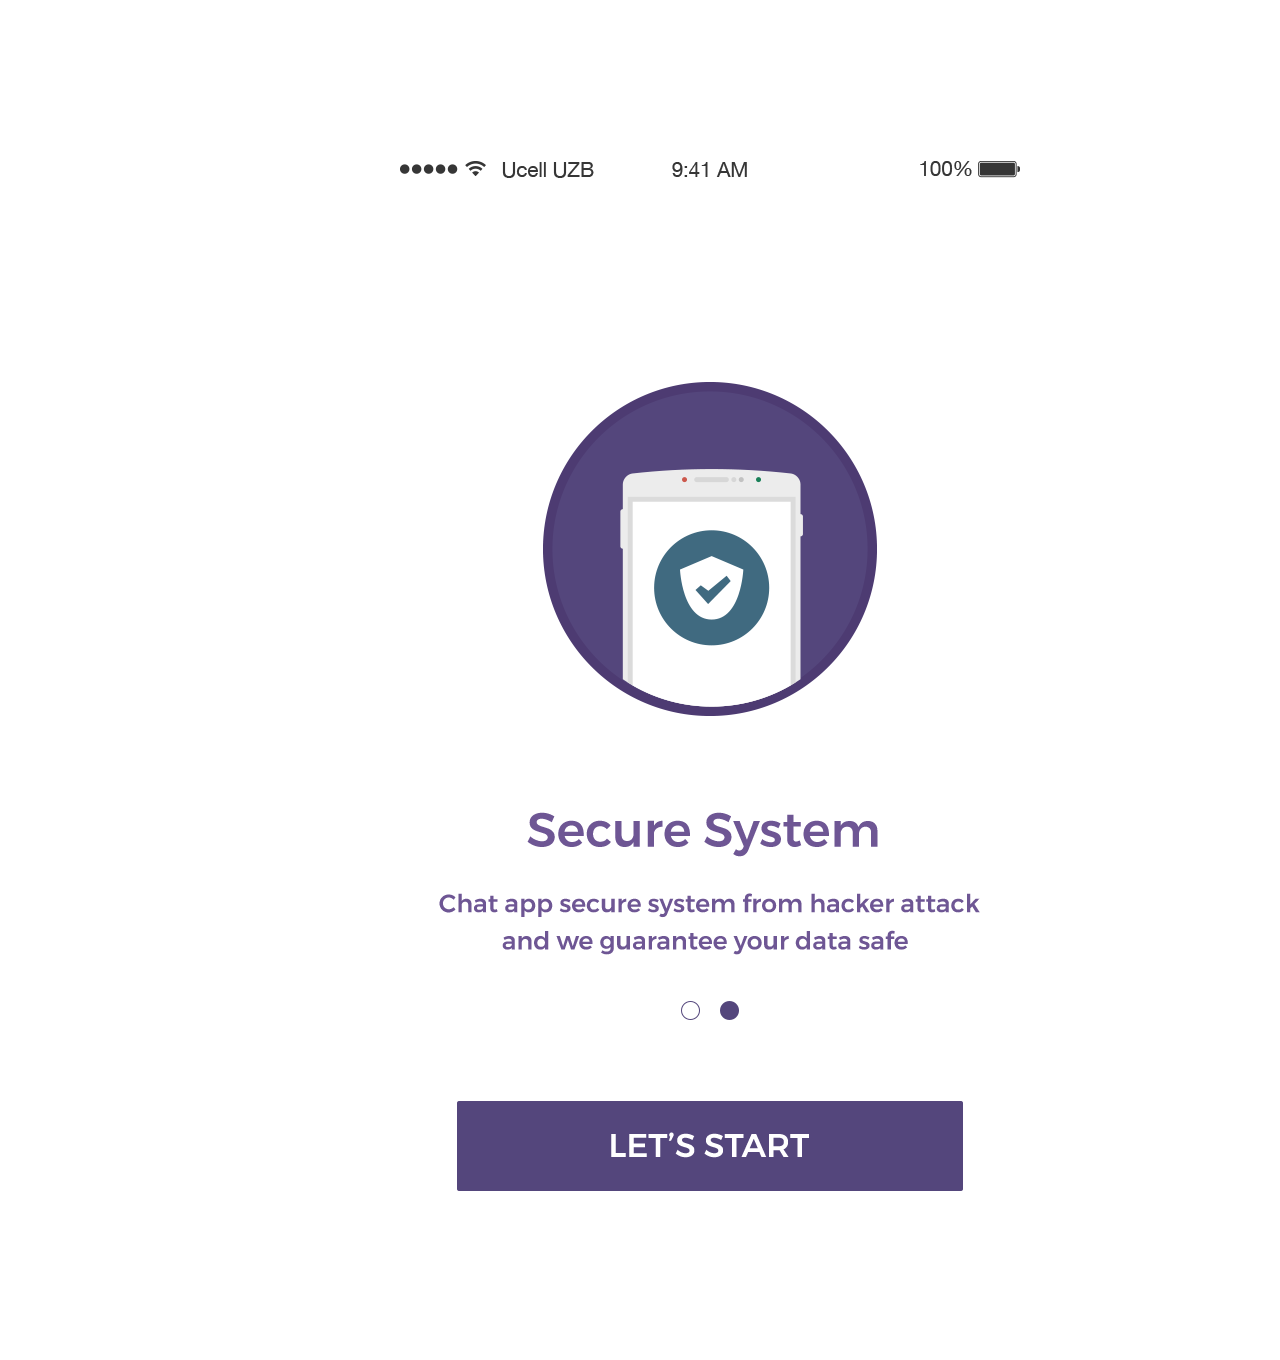 Ucell UZB 9:41 AM 100%
Secure System
Chat app secure system from hacker attack
and we guarantee your data safe
LET’S START